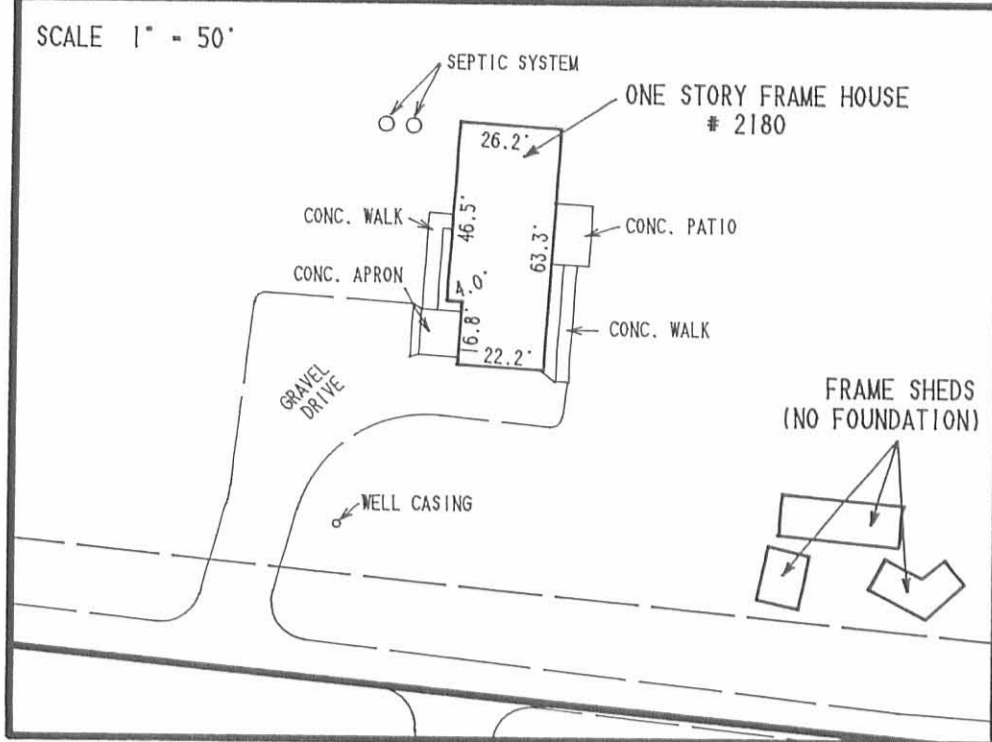 SCALE 1" = 50'
SEPTIC SYSTEM
ONE STORY FRAME HOUSE
# 2180
26.2'
CONC. WALK
46.5'
63.3'
CONC. PATIO
CONC. APRON
4.0'
16.8'
22.2'
CONC. WALK
GRAVEL
DRIVE
FRAME SHEDS
(NO FOUNDATION)
WELL CASING